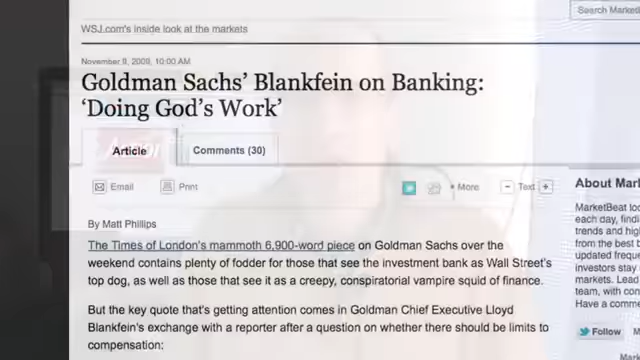 Search Market
WSJ.com's inside look at the markets
November 9, 2009, 10:00 AM
Goldman Sachs' Blankfein on Banking:
'Doing God's Work'
Article
Comments (30)
Email
Print
More
− Text +
By Matt Phillips
The Times of London's mammoth 6,900-word piece on Goldman Sachs over the
weekend contains plenty of fodder for those that see the investment bank as Wall Street's
top dog, as well as those that see it as a creepy, conspiratorial vampire squid of finance.
But the key quote that's getting attention comes in Goldman Chief Executive Lloyd
Blankfein's exchange with a reporter after a question on whether there should be limits to
compensation:
About Mar
MarketBeat loo
each day, findi
trends and high
from the best b
updated freque
investors stay
markets. Lead
team, with con
Have a comme
Follow
Mark